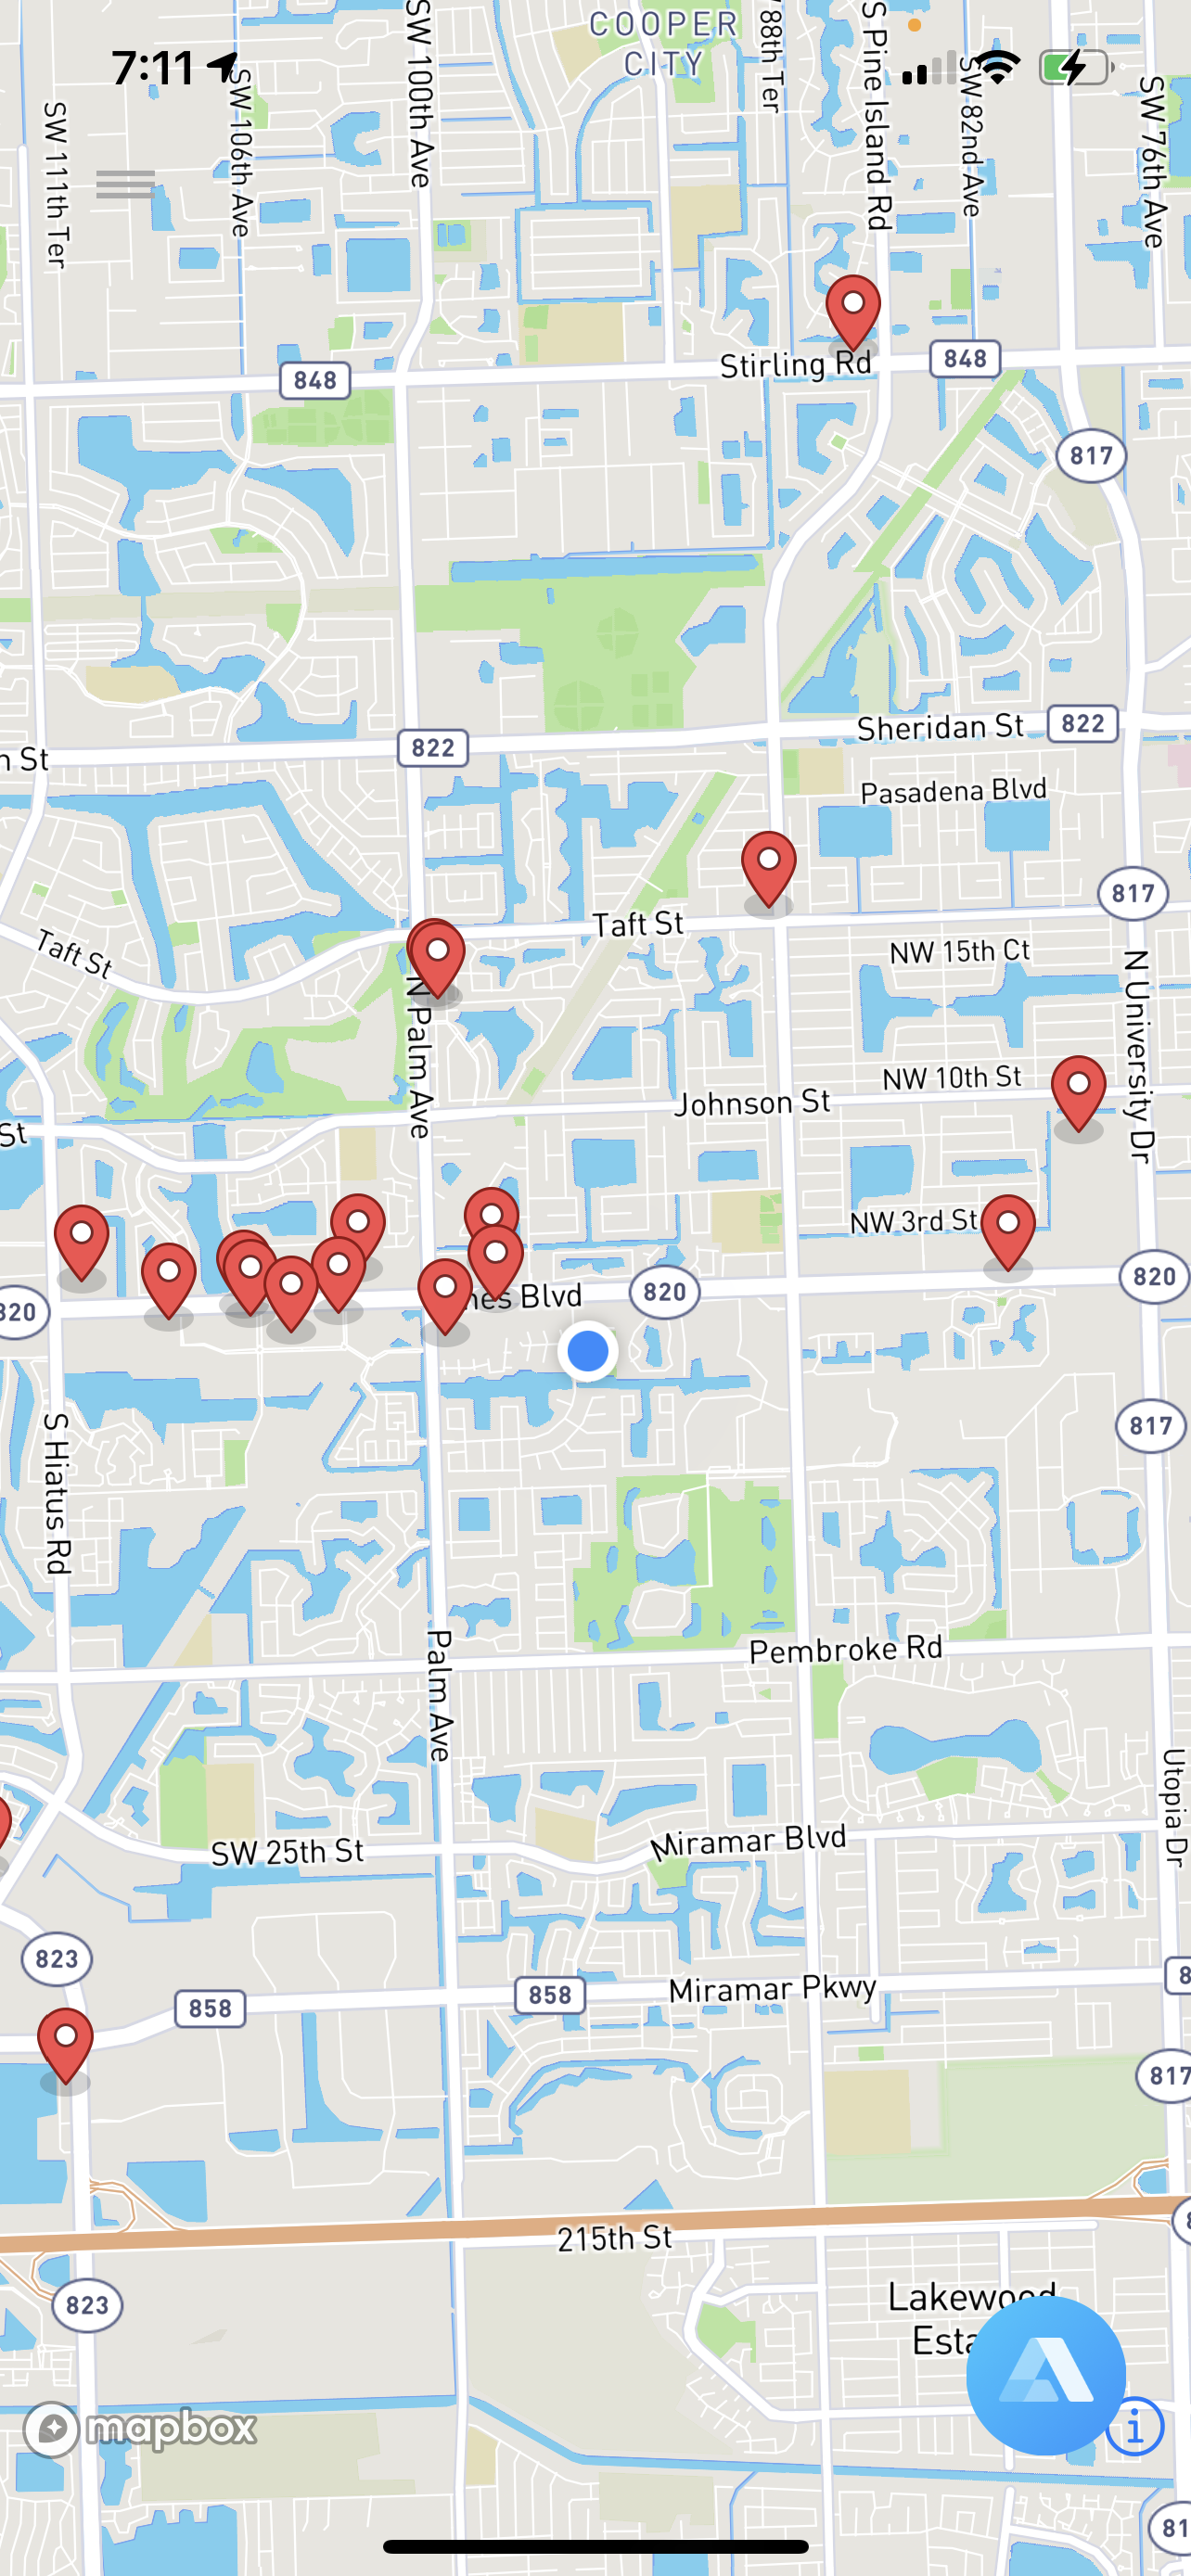 COOPER
CITY
7:11
SW 111th Ter
SW 106th Ave
SW 100th Ave
88th Ter
S Pine Island Rd
SW 82nd Ave
SW 76th Ave
Stirling Rd
848
848
817
Sheridan St
822
822
n St
Pasadena Blvd
817
Taft St
Taft St
NW 15th Ct
N Palm Ave
N University Dr
NW 10th St
Johnson St
St
NW 3rd St
820
820
820
nes Blvd
S Hiatus Rd
817
Pembroke Rd
Palm Ave
Utopia Dr
SW 25th St
Miramar Blvd
823
858
858
Miramar Pkwy
8
817
215th St
823
Lakewood
Esta
mapbox
i
81